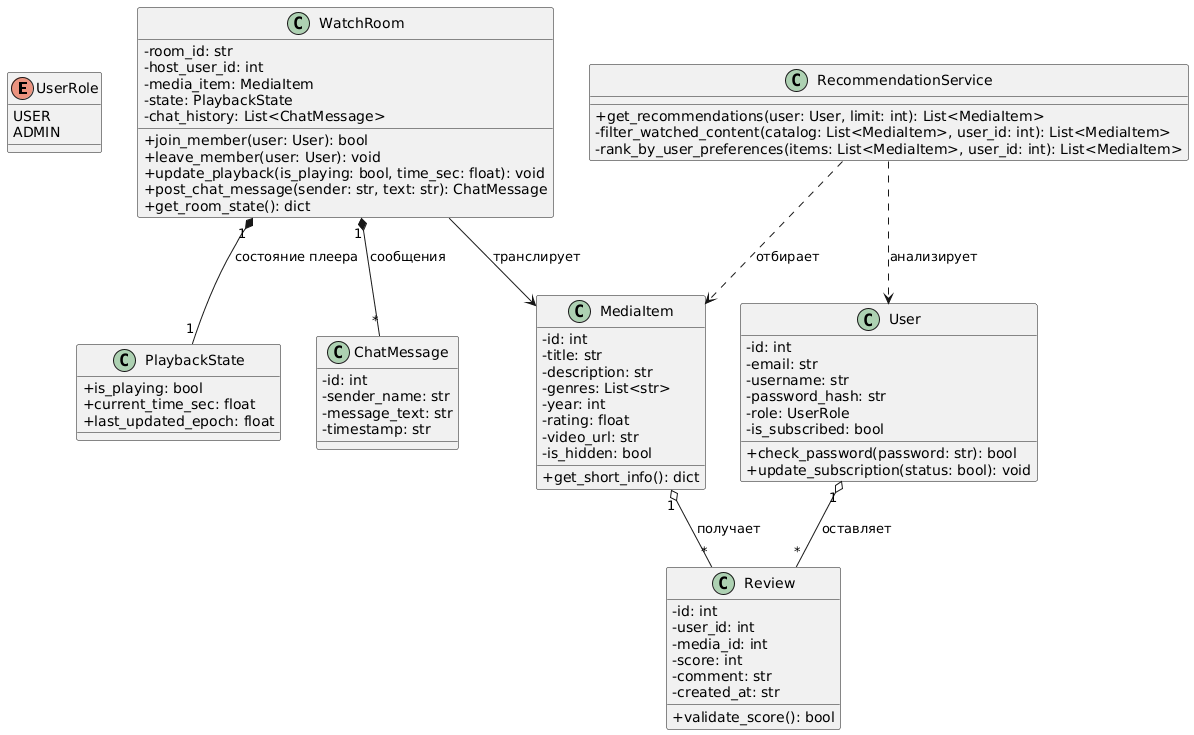 C WatchRoom
-room_id: str
-host_user_id: int
-media_item: MediaItem
-state: PlaybackState
-chat_history: List<ChatMessage>
+join_member(user: User): bool
+leave_member(user: User): void
+update_playback(is_playing: bool, time_sec: float): void
+post_chat_message(sender: str, text: str): ChatMessage
+get_room_state(): dict
E UserRole
USER
ADMIN
C RecommendationService
+get_recommendations(user: User, limit: int): List<MediaItem>
-filter_watched_content(catalog: List<MediaItem>, user_id: int): List<MediaItem>
-rank_by_user_preferences(items: List<MediaItem>, user_id: int): List<MediaItem>
1
состояние плеера
1
1
сообщения
*
транслирует
отбирает
анализирует
C PlaybackState
+is_playing: bool
+current_time_sec: float
+last_updated_epoch: float
C ChatMessage
-id: int
-sender_name: str
-message_text: str
-timestamp: str
C MediaItem
-id: int
-title: str
-description: str
-genres: List<str>
-year: int
-rating: float
-video_url: str
-is_hidden: bool
+get_short_info(): dict
C User
-id: int
-email: str
-username: str
-password_hash: str
-role: UserRole
-is_subscribed: bool
+check_password(password: str): bool
+update_subscription(status: bool): void
1
получает
*
1
оставляет
*
C Review
-id: int
-user_id: int
-media_id: int
-score: int
-comment: str
-created_at: str
+validate_score(): bool